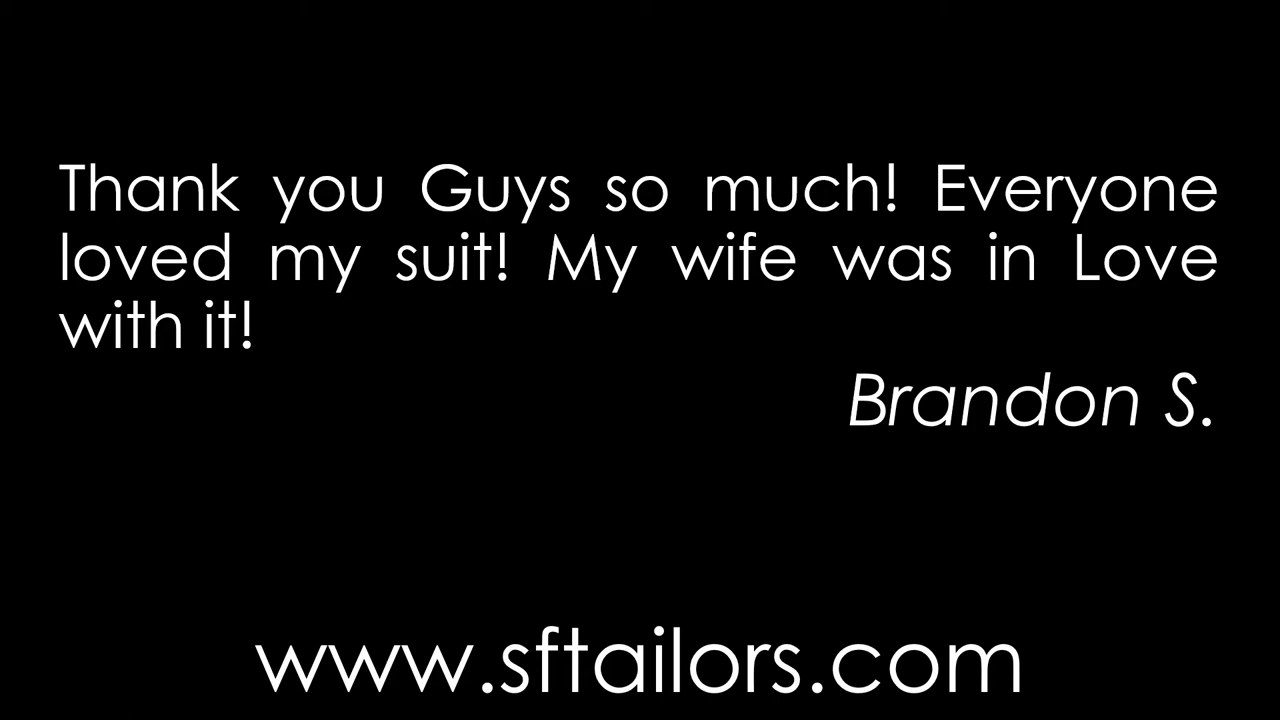 Thank you Guys so much! Everyone
loved my suit! My wife was in Love
with it!
Brandon S.
www.sftailors.com